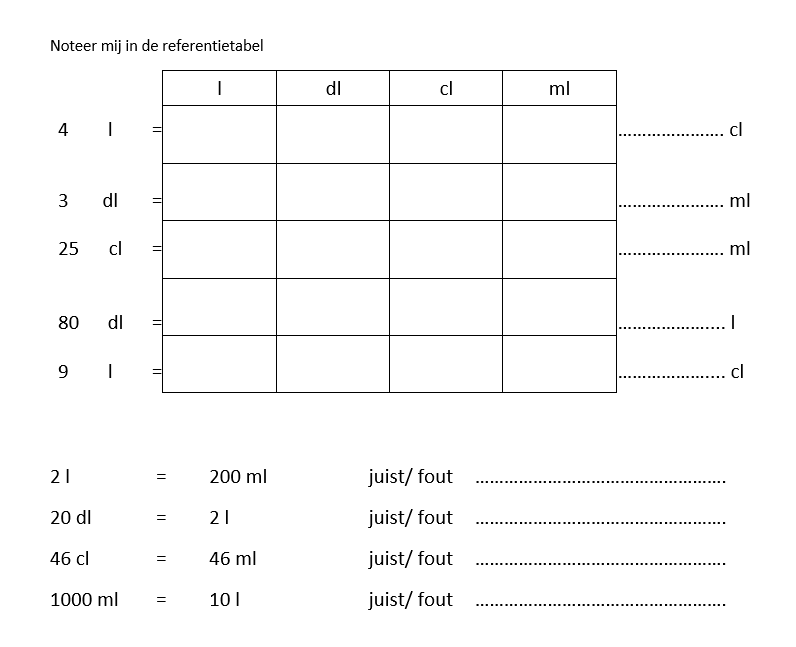 Noteer mij in de referentietabel
l dl cl ml
4 l = ...................... cl
3 dl = ...................... ml
25 cl = ...................... ml
80 dl = ...................... l
9 l = ...................... cl
2 l = 200 ml juist/ fout ....................................................
20 dl = 2 l juist/ fout ....................................................
46 cl = 46 ml juist/ fout ....................................................
1000 ml = 10 l juist/ fout ....................................................